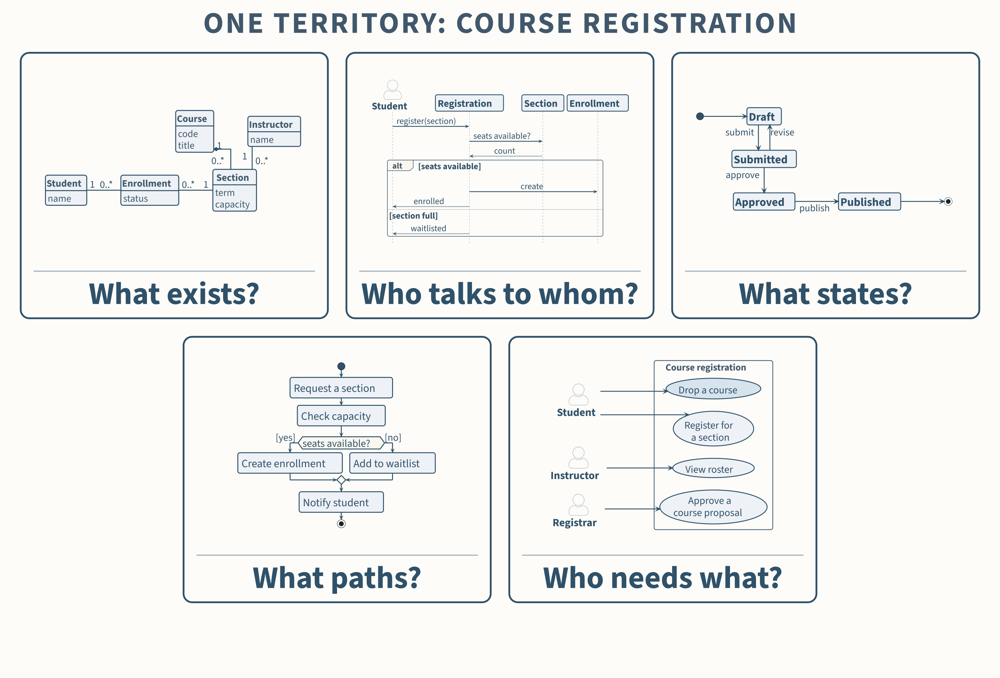 ONE TERRITORY: COURSE REGISTRATION
Course
code
title
1
0..*
Instructor
name
1
0..*
Student
name
1
0..*
Enrollment
status
0..*
1
Section
term
capacity
What exists?
Student
Registration
Section
Enrollment
register(section)
seats available?
count
alt
[seats available]
create
enrolled
[section full]
waitlisted
Who talks to whom?
Draft
submit
revise
Submitted
approve
Approved
publish
Published
What states?
Request a section
Check capacity
[yes]
seats available?
[no]
Create enrollment
Add to waitlist
Notify student
What paths?
Course registration
Student
Drop a course
Register for
a section
Instructor
View roster
Registrar
Approve a
course proposal
Who needs what?